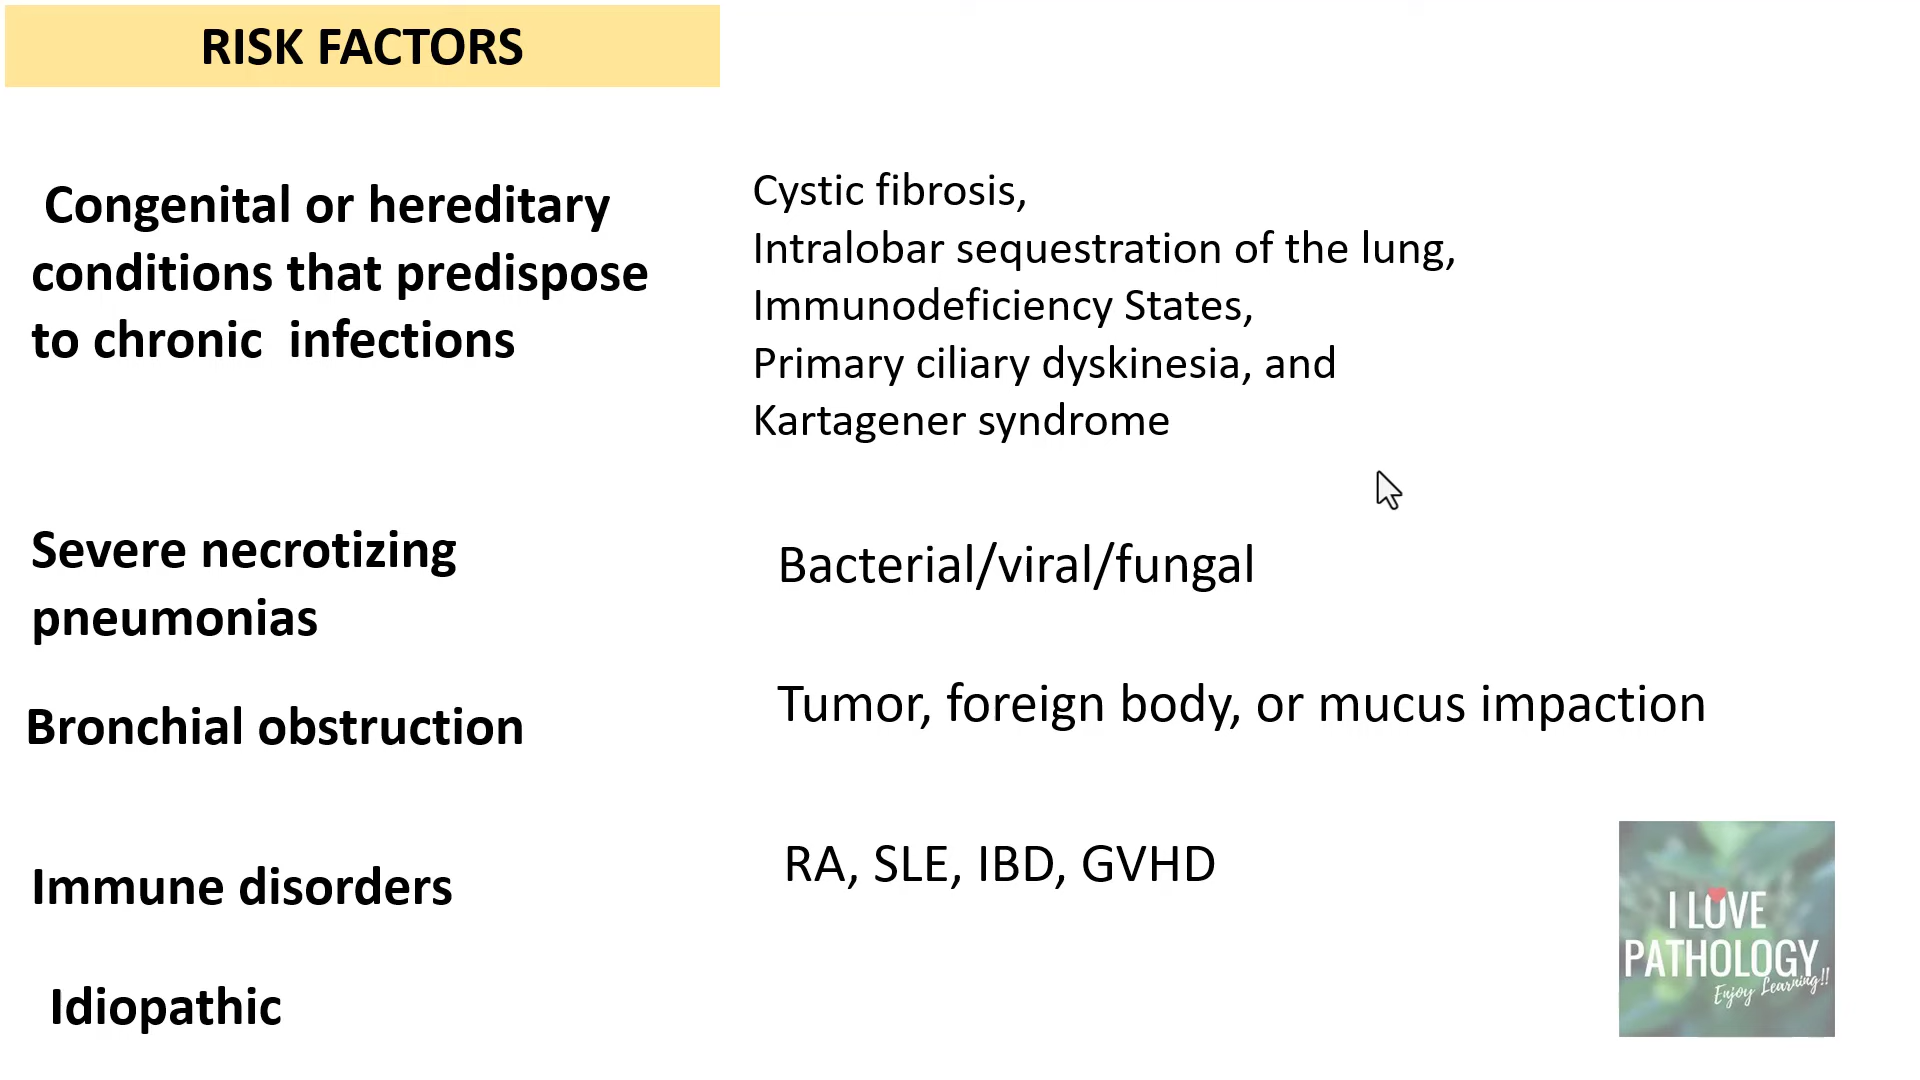 RISK FACTORS
Congenital or hereditary
conditions that predispose
to chronic infections
Cystic fibrosis,
Intralobar sequestration of the lung,
Immunodeficiency States,
Primary ciliary dyskinesia, and
Kartagener syndrome
Severe necrotizing
pneumonias
Bacterial/viral/fungal
Bronchial obstruction
Tumor, foreign body, or mucus impaction
Immune disorders
RA, SLE, IBD, GVHD
Idiopathic
I LOVE
PATHOLOGY
Enjoy Learning!!